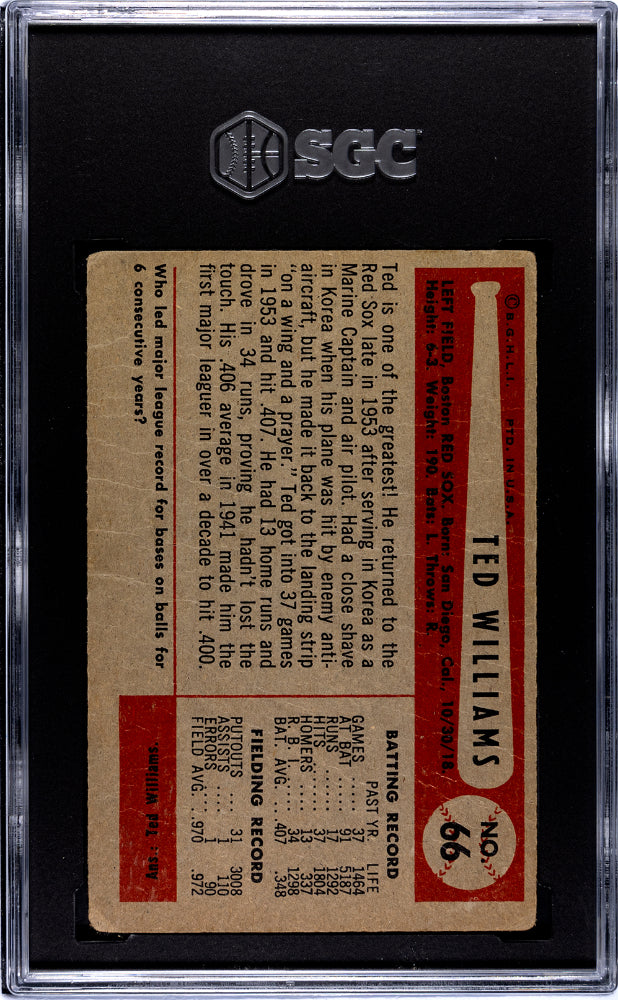 SGC
© B.G.H.L.I. PTD. IN U.S.A.
TED WILLIAMS
NO. 66
LEFT FIELD, Boston RED SOX. Born: San Diego, Cal., 10/30/18
Height: 6-3. Weight: 190. Bats: L. Throws: R.
Ted is one of the greatest! He returned to the
Red Sox late in 1953 after serving in Korea as a
Marine Captain and air pilot. Had a close shave
in Korea when his plane was hit by enemy anti-
aircraft, but he made it back to the landing strip
"on a wing and a prayer." Ted got into 37 games
in 1953 and hit .407. He had 13 home runs and
drove in 34 runs, proving he hadn't lost the
touch. His .406 average in 1941 made him the
first major leaguer in over a decade to hit .400.
Who led major league record for bases on balls for
6 consecutive years?
BATTING RECORD
PAST YR. LIFE
GAMES .... 37 1464
AT BAT .... 91 5187
RUNS ..... 17 1292
HITS ...... 37 1804
HOMERS ... 13 337
R. B. I. .... 34 1298
BAT. AVG. .. .407 .348
FIELDING RECORD
PUTOUTS ... 31 3008
ASSISTS .... 1 110
ERRORS .... 1 90
FIELD AVG. .. .970 .972
Ans: Ted Williams.